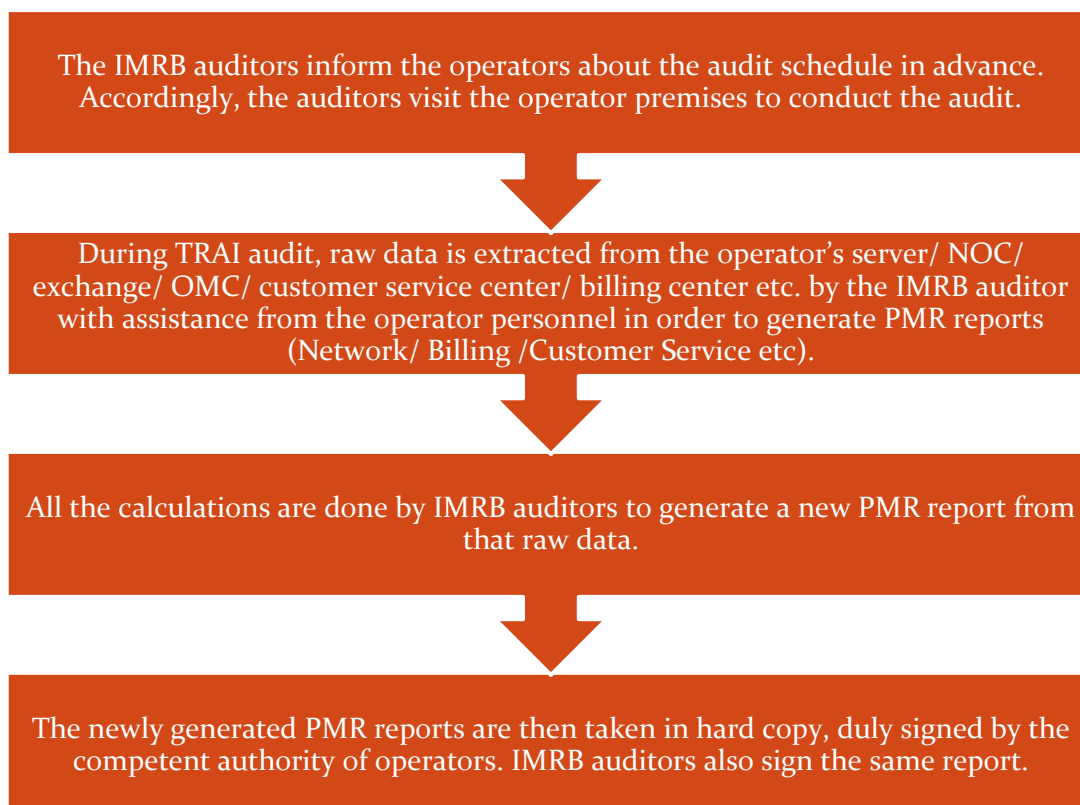 The IMRB auditors inform the operators about the audit schedule in advance.
Accordingly, the auditors visit the operator premises to conduct the audit.
During TRAI audit, raw data is extracted from the operator’s server/ NOC/
exchange/ OMC/ customer service center/ billing center etc. by the IMRB auditor
with assistance from the operator personnel in order to generate PMR reports
(Network/ Billing /Customer Service etc).
All the calculations are done by IMRB auditors to generate a new PMR report from
that raw data.
The newly generated PMR reports are then taken in hard copy, duly signed by the
competent authority of operators. IMRB auditors also sign the same report.